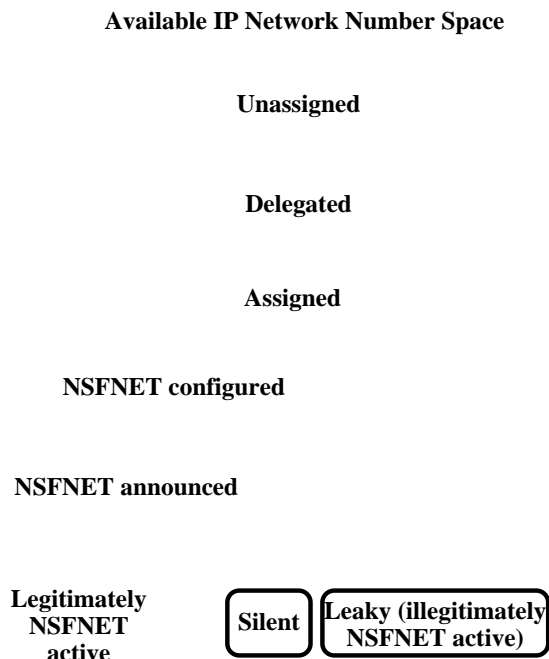 Available IP Network Number Space
Unassigned
Delegated
Assigned
NSFNET configured
NSFNET announced
Legitimately
NSFNET
active
Silent
Leaky (illegitimately
NSFNET active)